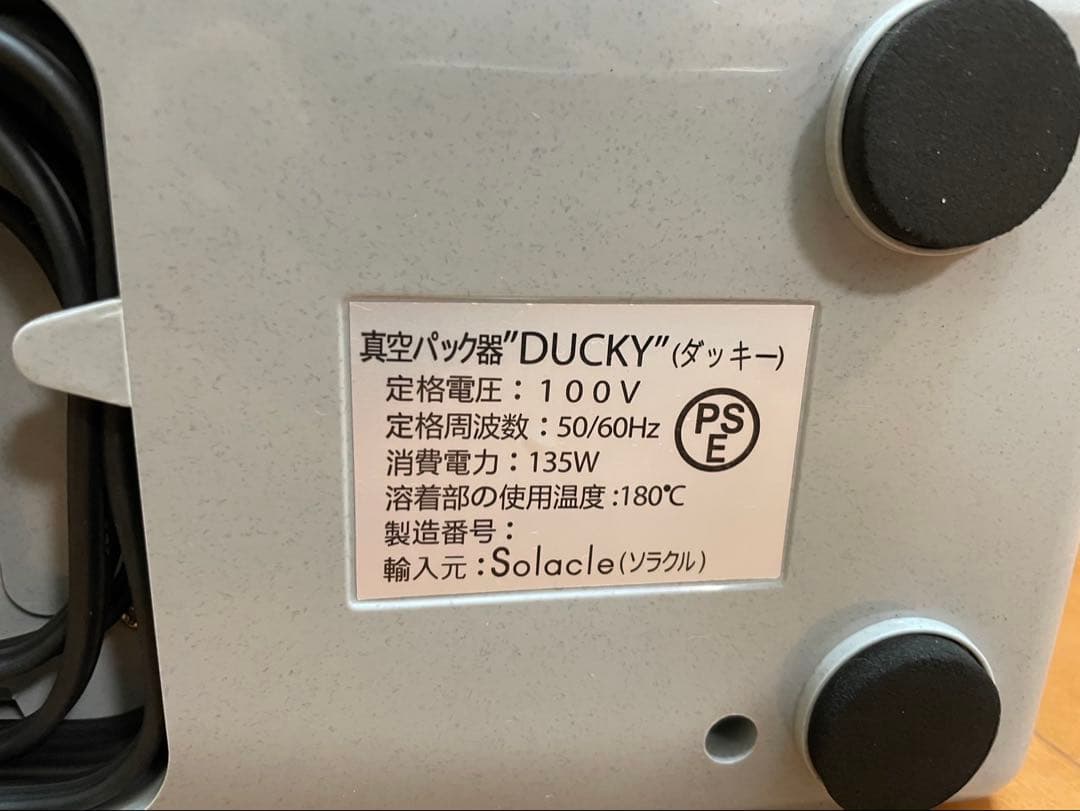 真空パック器"DUCKY"(ダッキー)
定格電圧：１００V
定格周波数：50/60Hz
PS
E
消費電力：135W
溶着部の使用温度:180℃
製造番号：
輸入元：Solacle(ソラクル)